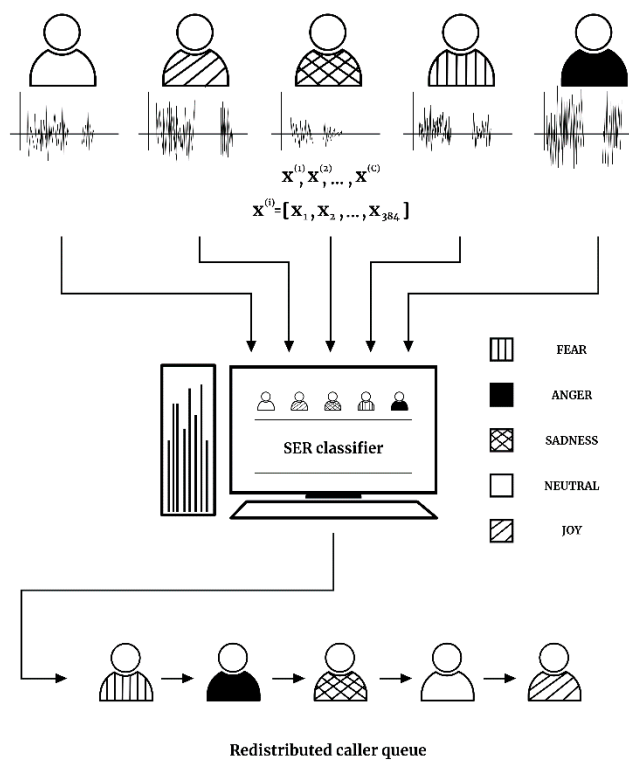 x⁽¹⁾, x⁽²⁾, ..., x⁽ᶜ⁾
x⁽ⁱ⁾=[x₁, x₂, ..., x₃₈₄]
SER classifier
FEAR
ANGER
SADNESS
NEUTRAL
JOY
Redistributed caller queue